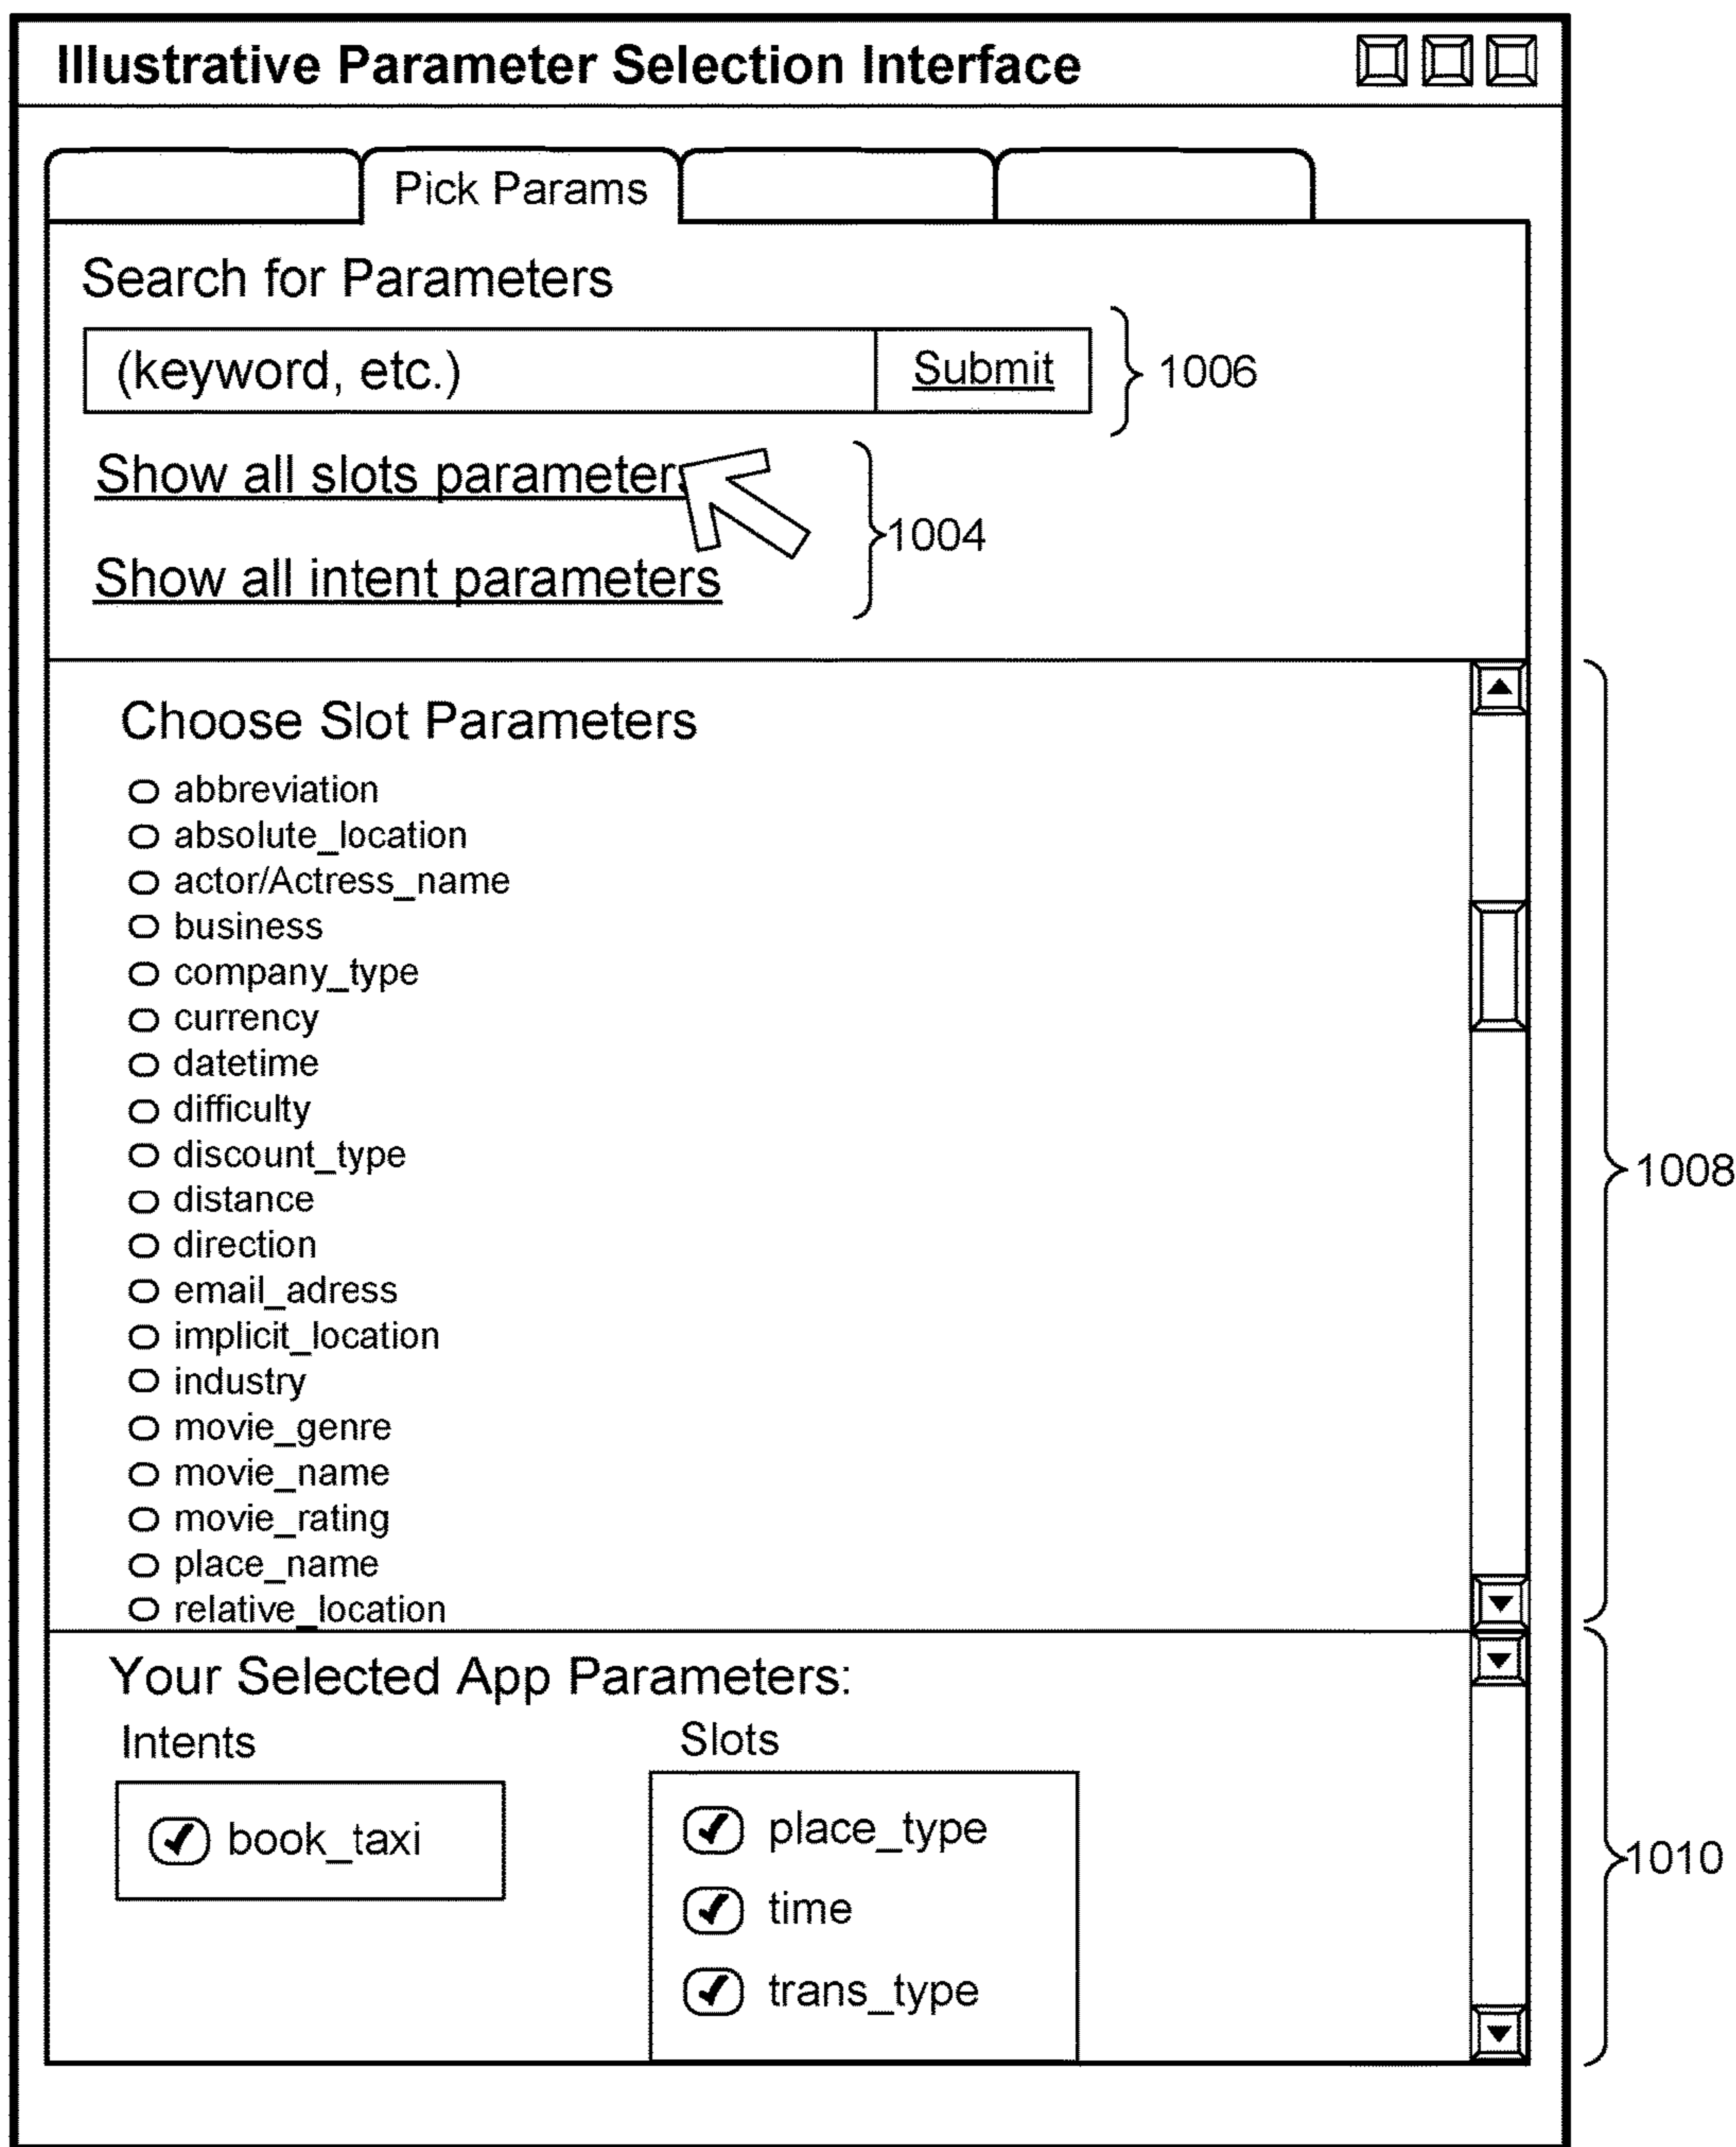 Illustrative Parameter Selection Interface
Pick Params
Search for Parameters
(keyword, etc.) Submit
1006
Show all slots parameter
1004
Show all intent parameters
Choose Slot Parameters
abbreviation
absolute_location
actor/Actress_name
business
company_type
currency
datetime
difficulty
discount_type
1008
distance
direction
email_adress
implicit_location
industry
movie_genre
movie_name
movie_rating
place_name
relative_location
Your Selected App Parameters:
Intents Slots
book_taxi place_type
1010
time
trans_type